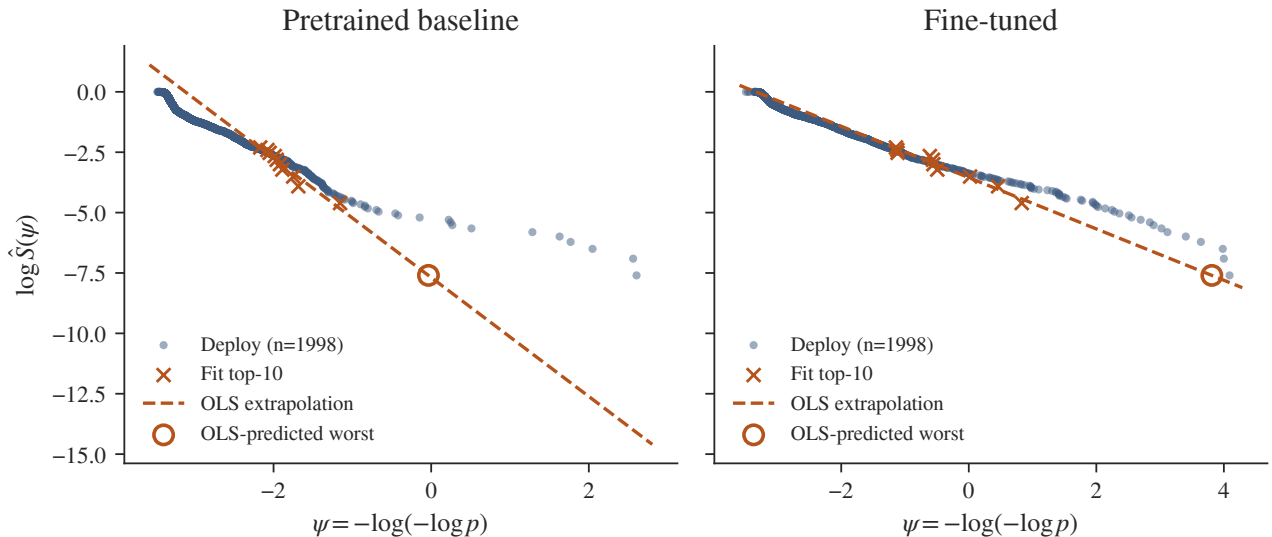 Pretrained baseline
Fine-tuned
log Ŝ(ψ)
0.0
−2.5
−5.0
−7.5
−10.0
−12.5
−15.0
Deploy (n=1998)
Fit top-10
OLS extrapolation
OLS-predicted worst
Deploy (n=1998)
Fit top-10
OLS extrapolation
OLS-predicted worst
−2 0 2
−2 0 2 4
ψ = −log(−log p)
ψ = −log(−log p)